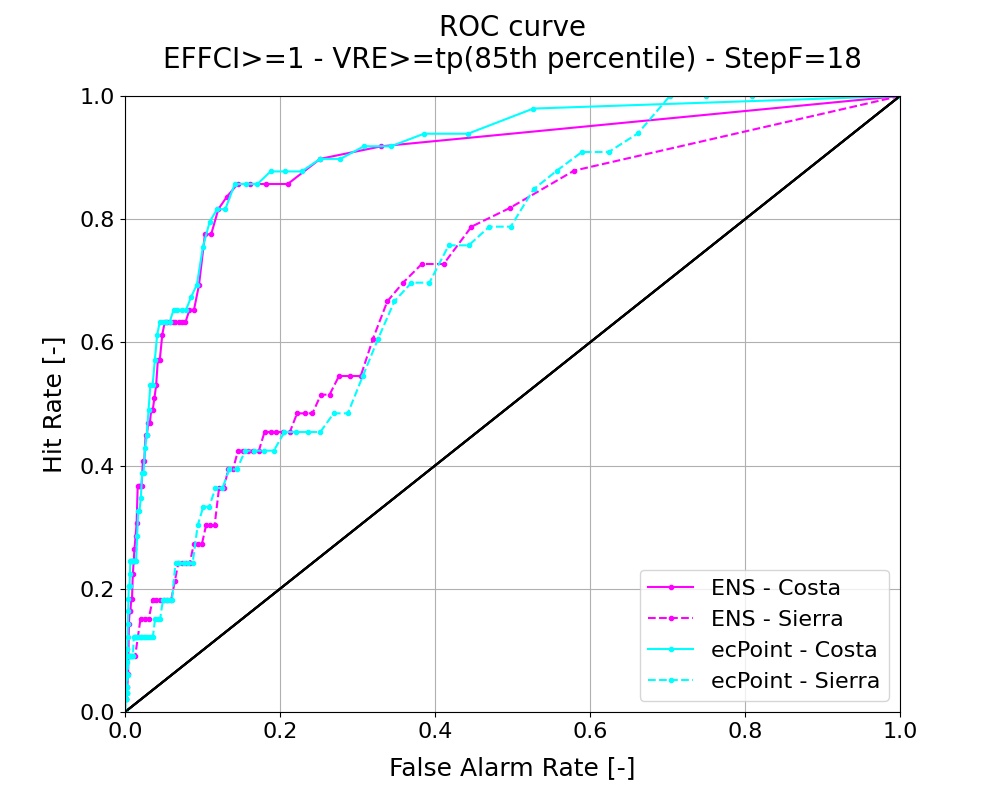 ROC curve
EFFCI>=1 - VRE>=tp(85th percentile) - StepF=18
1.0
0.8
0.6
0.4
0.2
0.0
Hit Rate [-]
0.0 0.2 0.4 0.6 0.8 1.0
False Alarm Rate [-]
ENS - Costa
ENS - Sierra
ecPoint - Costa
ecPoint - Sierra